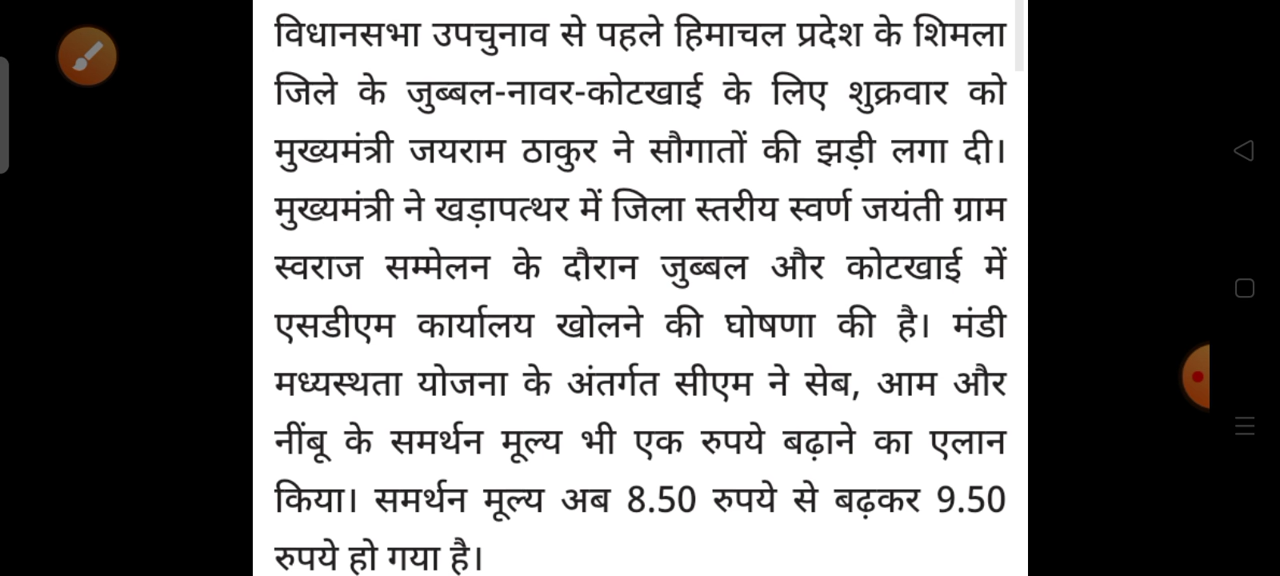 विधानसभा उपचुनाव से पहले हिमाचल प्रदेश के शिमला
जिले के जुब्बल-नावर-कोटखाई के लिए शुक्रवार को
मुख्यमंत्री जयराम ठाकुर ने सौगातों की झड़ी लगा दी।
मुख्यमंत्री ने खड़ापत्थर में जिला स्तरीय स्वर्ण जयंती ग्राम
स्वराज सम्मेलन के दौरान जुब्बल और कोटखाई में
एसडीएम कार्यालय खोलने की घोषणा की है। मंडी
मध्यस्थता योजना के अंतर्गत सीएम ने सेब, आम और
नींबू के समर्थन मूल्य भी एक रुपये बढ़ाने का एलान
किया। समर्थन मूल्य अब 8.50 रुपये से बढ़कर 9.50
रुपये हो गया है।